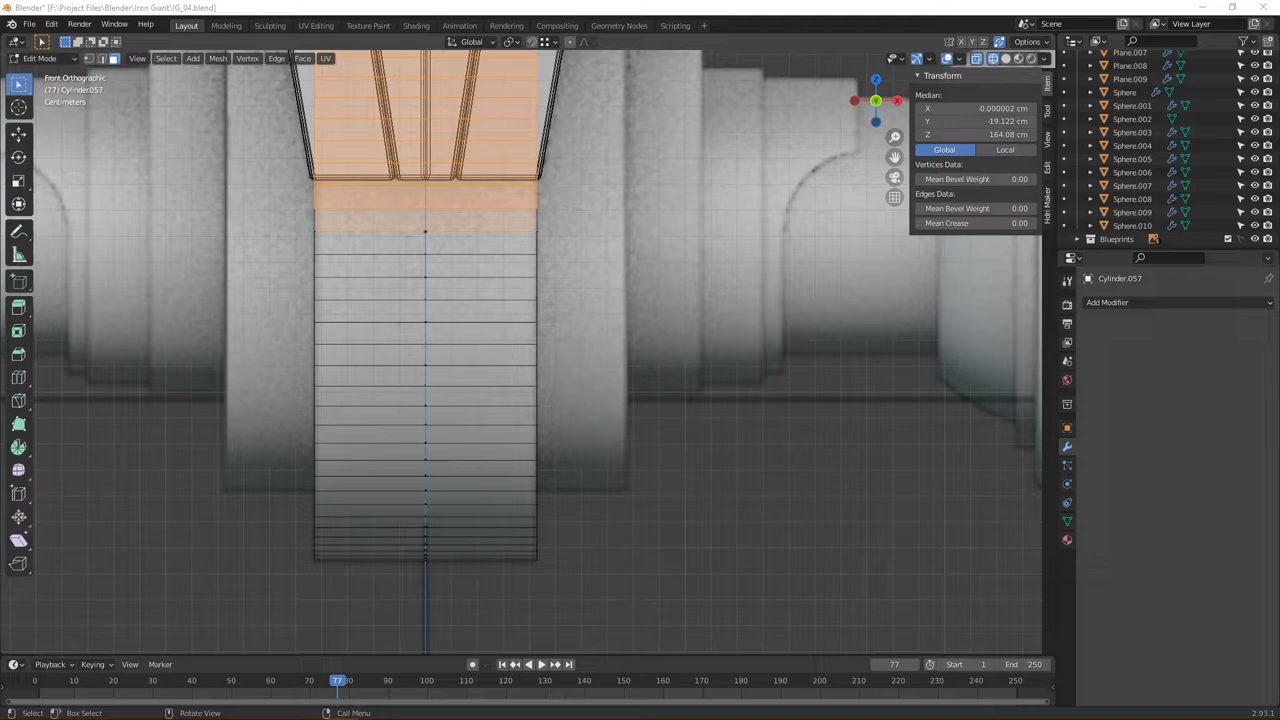 Blender* [F:\Project Files\Blender\Iron Giant\IG_04.blend]
File Edit Render Window Help Layout Modeling Sculpting UV Editing Texture Paint Shading Animation Rendering Compositing Geometry Nodes Scripting + Scene View Layer
Global X Y Z Options
Edit Mode View Select Add Mesh Vertex Edge Face UV
Front Orthographic
(77) Cylinder.057
Centimeters
Z
Y
X
Transform
Median:
X -0.000002 cm
Y -19.122 cm
Z 164.08 cm
Global Local
Vertices Data:
Mean Bevel Weight 0.00
Edges Data:
Mean Bevel Weight 0.00
Mean Crease 0.00
Item
Tool
View
Edit
Hdri Maker
Plane.007
Plane.008
Plane.009
Sphere
Sphere.001
Sphere.002
Sphere.003
Sphere.004
Sphere.005
Sphere.006
Sphere.007
Sphere.008
Sphere.009
Sphere.010
Blueprints
Cylinder.057
Add Modifier
Playback Keying View Marker 77 Start 1 End 250
0 10 20 30 40 50 60 70 77 80 90 100 110 120 130 140 150 160 170 180 190 200 210 220 230 240 250
Select Box Select Rotate View Call Menu 2.93.1